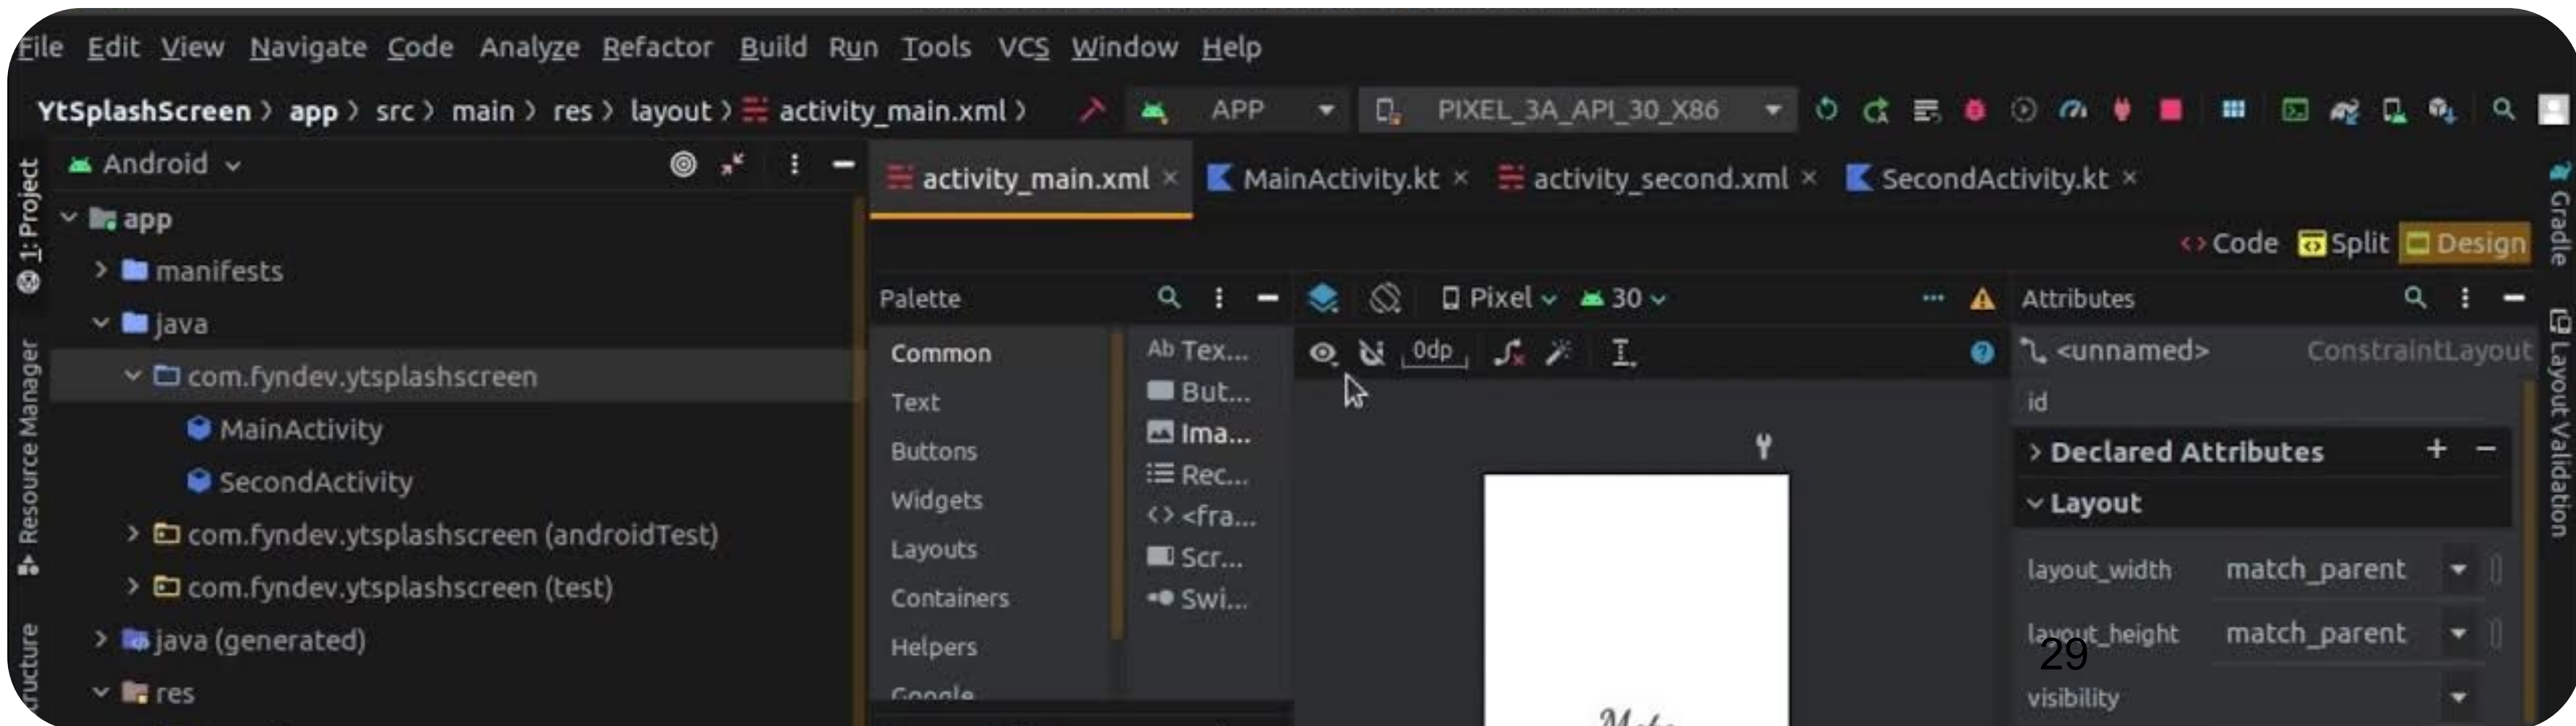 File Edit View Navigate Code Analyze Refactor Build Run Tools VCS Window Help
YtSplashScreen app src main res layout activity_main.xml APP PIXEL_3A_API_30_X86
1: Project
Resource Manager
Android
app
manifests
java
com.fyndev.ytsplashscreen
MainActivity
SecondActivity
com.fyndev.ytsplashscreen (androidTest)
com.fyndev.ytsplashscreen (test)
java (generated)
res
activity_main.xml MainActivity.kt activity_second.xml SecondActivity.kt
Code Split Design
Palette
Common
Text
Buttons
Widgets
Layouts
Containers
Helpers
Google
Ab Tex...
But...
Ima...
Rec...
<> <fra...
Scr...
Swi...
Pixel 30
0dp
Attributes
<unnamed> ConstraintLayout
id
Declared Attributes
Layout
layout_width match_parent
layout_height match_parent
29
visibility
Gradle
Layout Validation